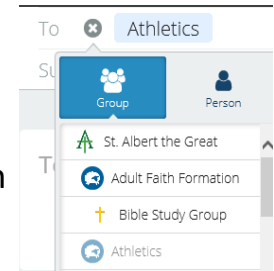 To Athletics
Su
Group Person
St. Albert the Great
T
n
Adult Faith Formation
Bible Study Group
Athletics